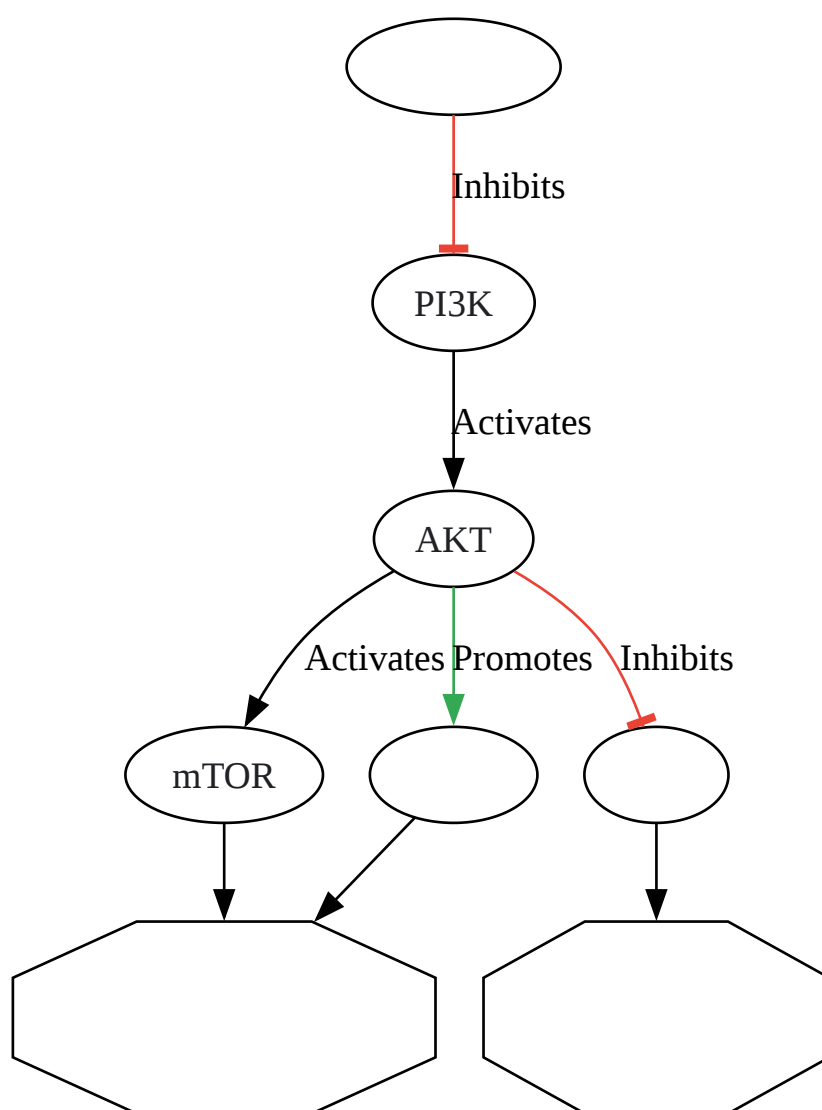 Inhibits
PI3K
Activates
AKT
Activates Promotes Inhibits
mTOR